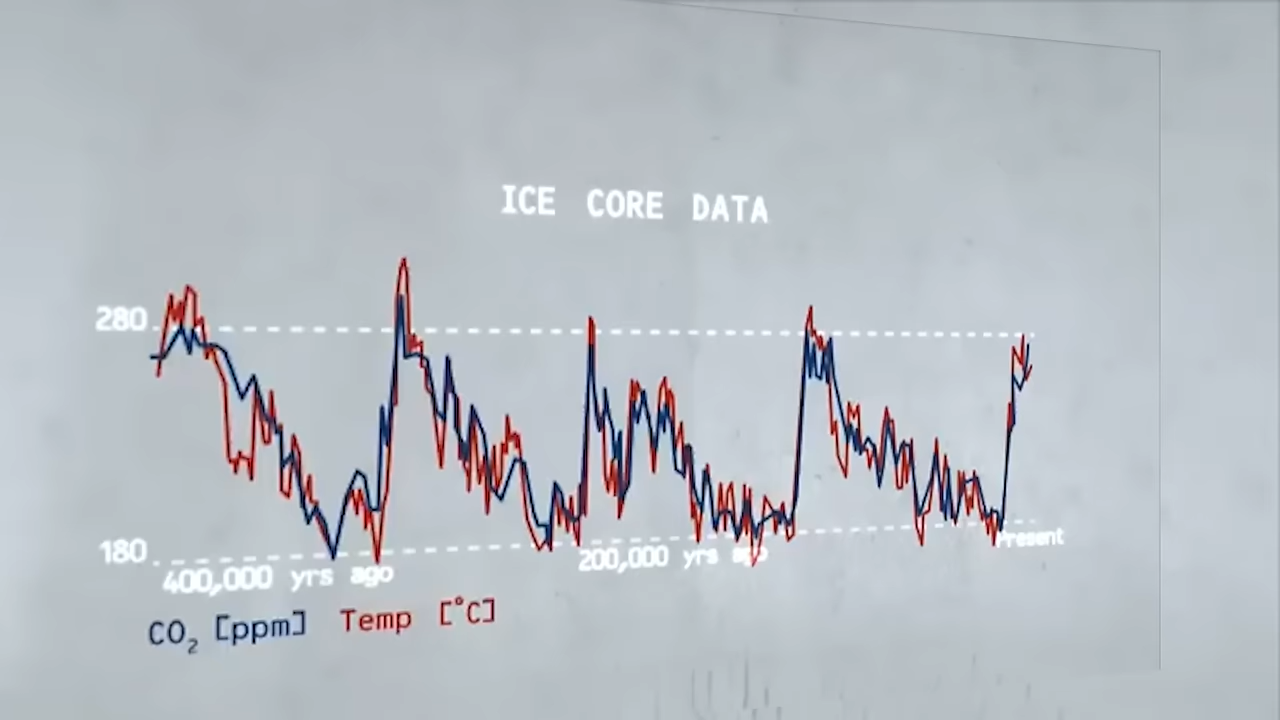 ICE CORE DATA
280
180
400,000 yrs ago
200,000 yrs ago
Present
CO₂ [ppm] Temp [°C]